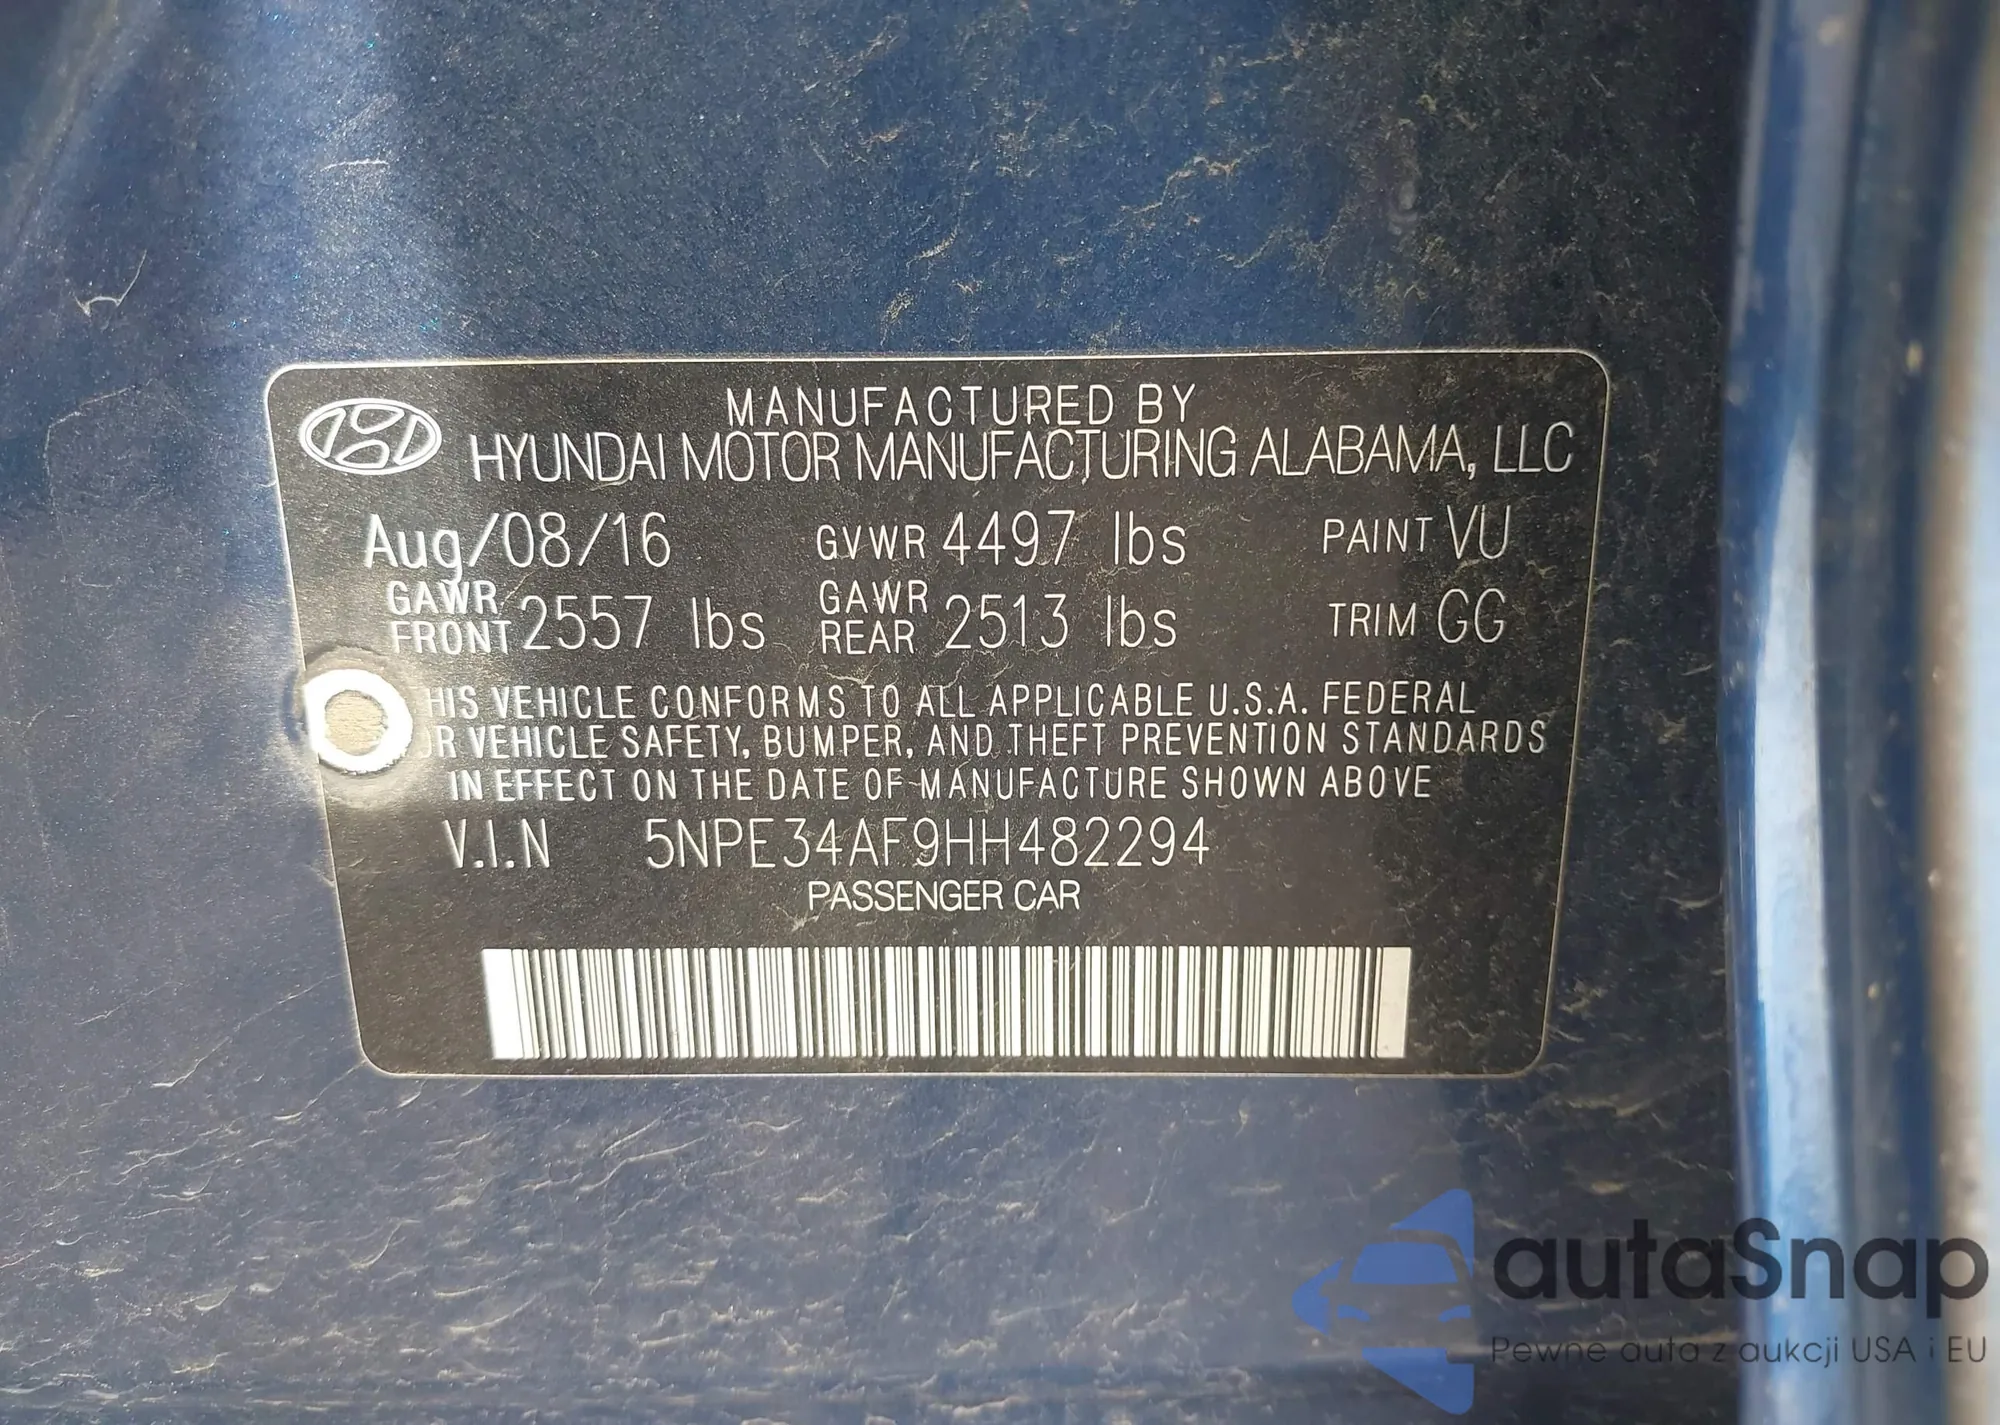 MANUFACTURED BY
HYUNDAI MOTOR MANUFACTURING ALABAMA, LLC
Aug/08/16 GVWR 4497 lbs PAINT VU
GAWR FRONT 2557 lbs GAWR REAR 2513 lbs TRIM GG
HIS VEHICLE CONFORMS TO ALL APPLICABLE U.S.A. FEDERAL
OR VEHICLE SAFETY, BUMPER, AND THEFT PREVENTION STANDARDS
IN EFFECT ON THE DATE OF MANUFACTURE SHOWN ABOVE
V.I.N 5NPE34AF9HH482294
PASSENGER CAR
autaSnap
Pewne auta z aukcji USA i EU